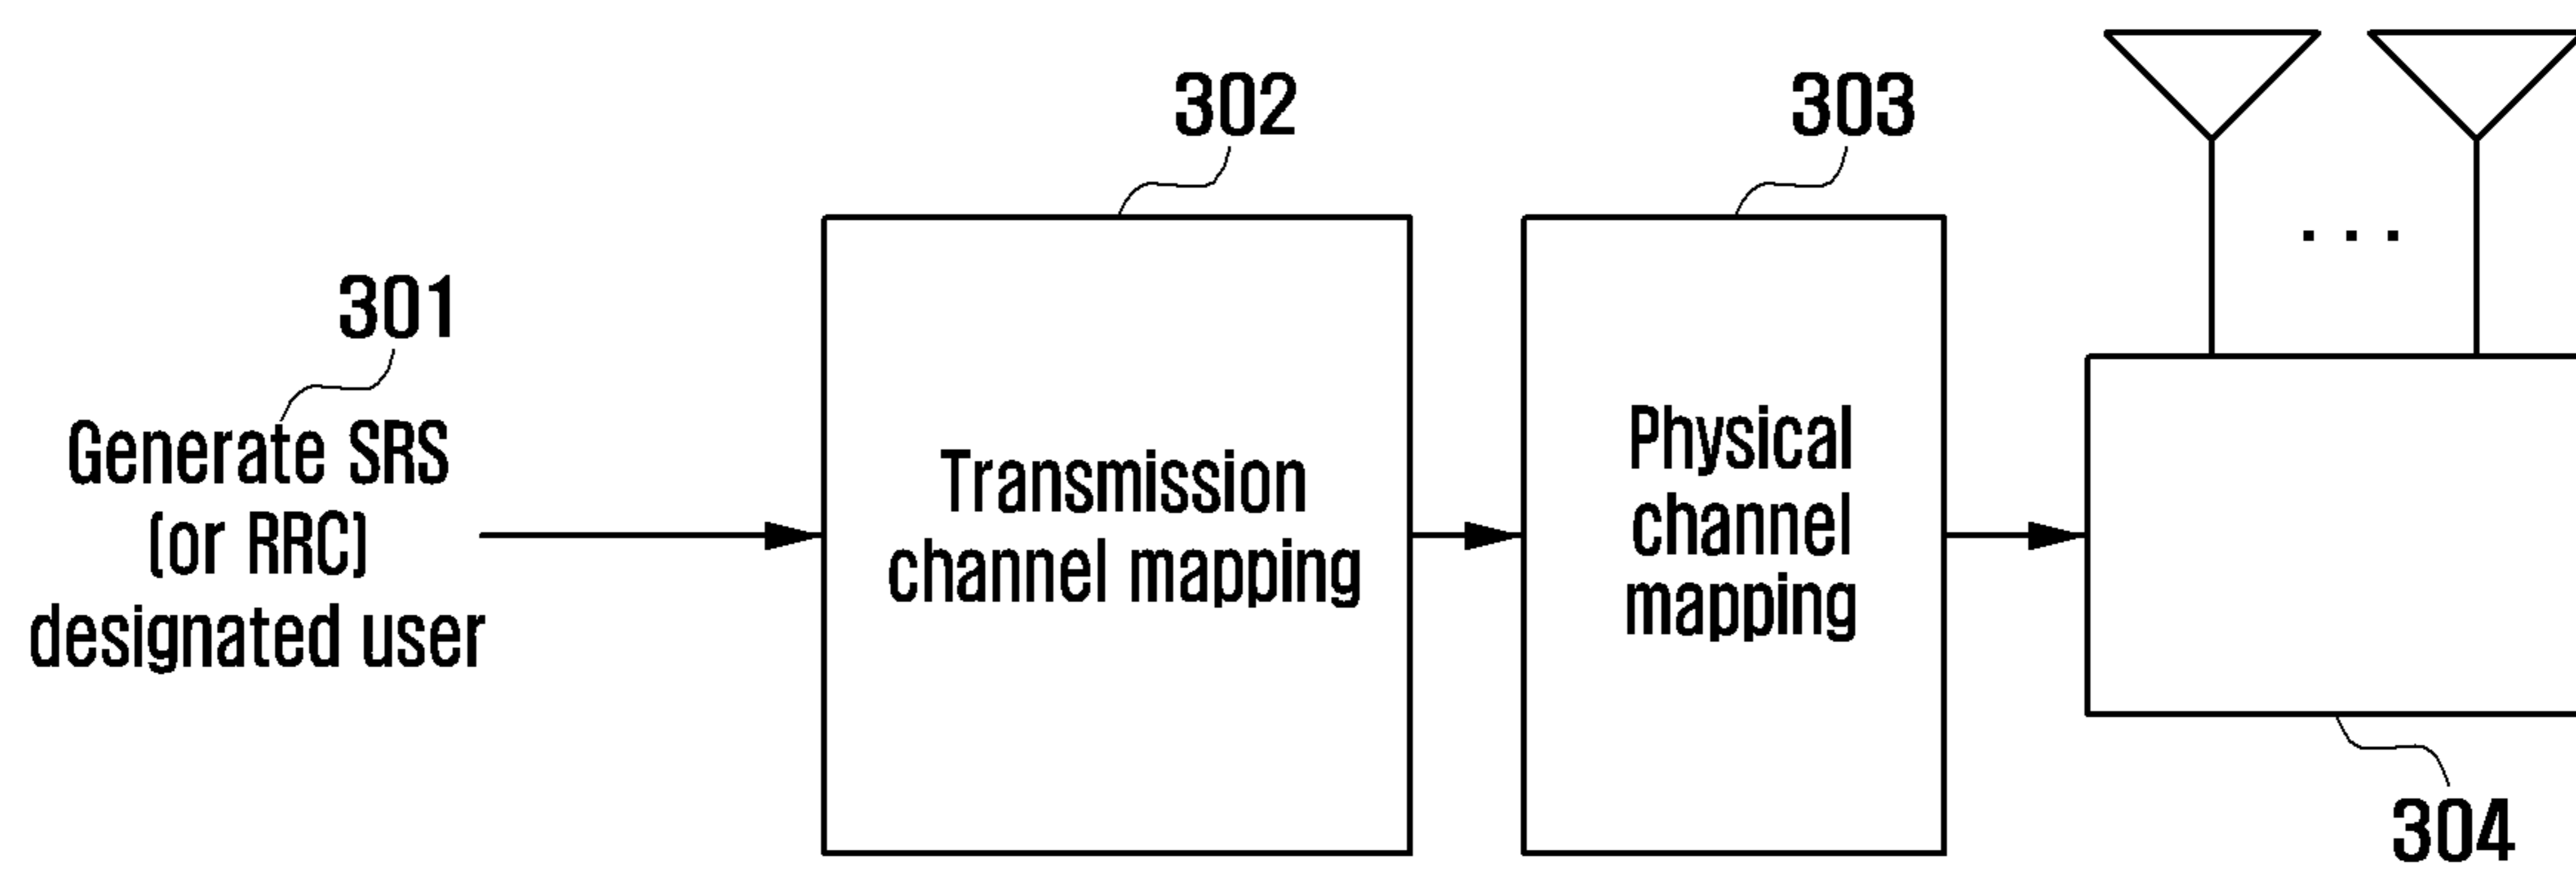 301
Generate SRS
(or RRC)
designated user
302
Transmission
channel mapping
303
Physical
channel
mapping
. . .
304